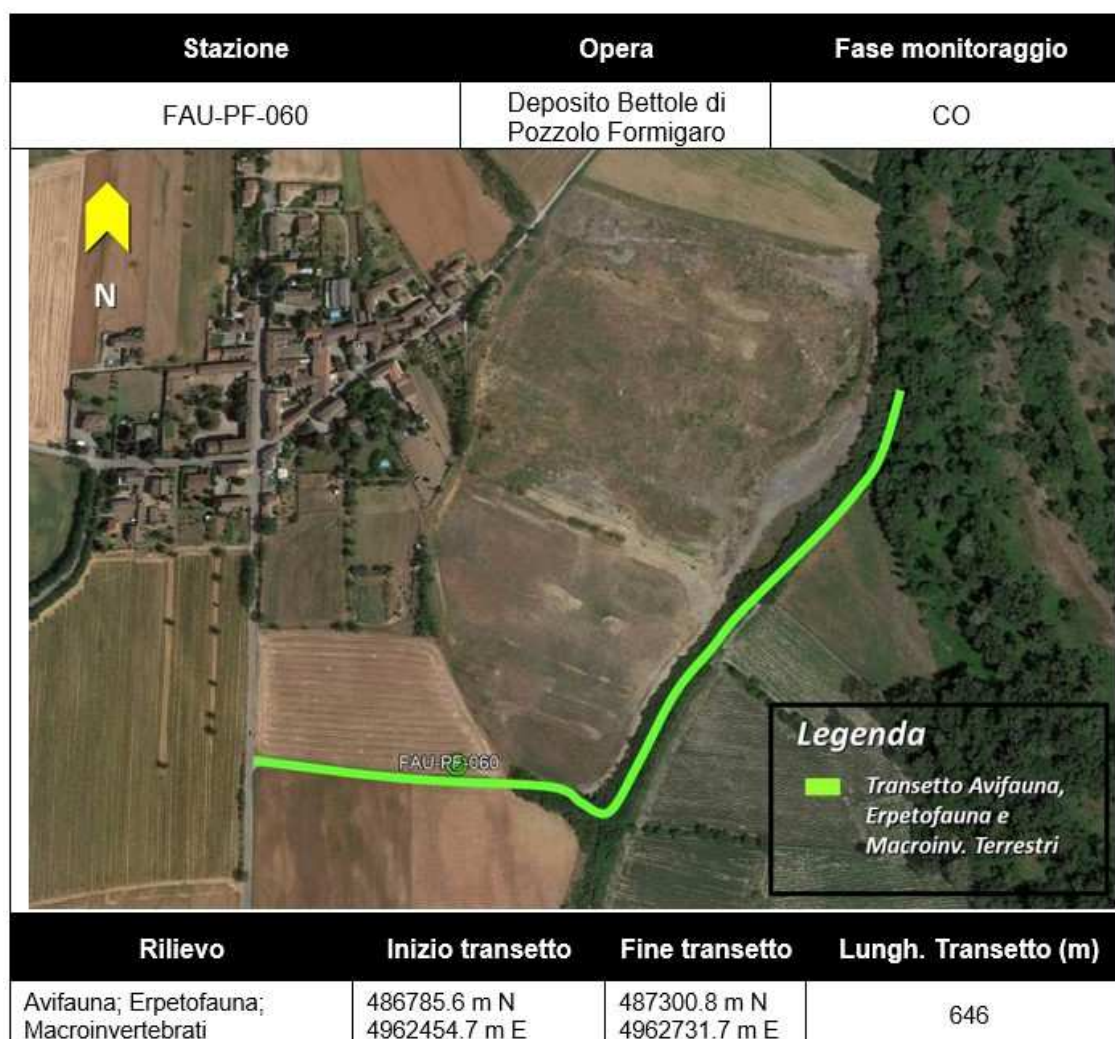 Stazione Opera Fase monitoraggio
FAU-PF-060 Deposito Bettole di Pozzolo Formigaro CO
N
FAU-PF-060
Legenda
Transetto Avifauna,
Erpetofauna e
Macroinv. Terrestri
Rilievo Inizio transetto Fine transetto Lungh. Transetto (m)
Avifauna; Erpetofauna; 486785.6 m N 487300.8 m N 646
Macroinvertebrati 4962454.7 m E 4962731.7 m E